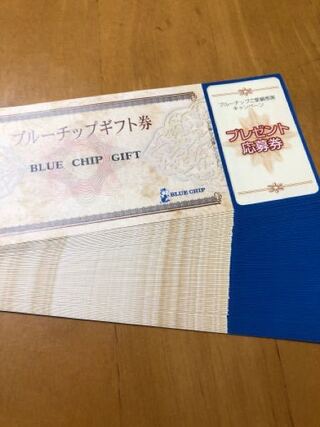 ブルーチップギフト券
BLUE CHIP GIFT
BLUE CHIP
ブルーチップご愛顧感謝
キャンペーン
プレゼント
応募券